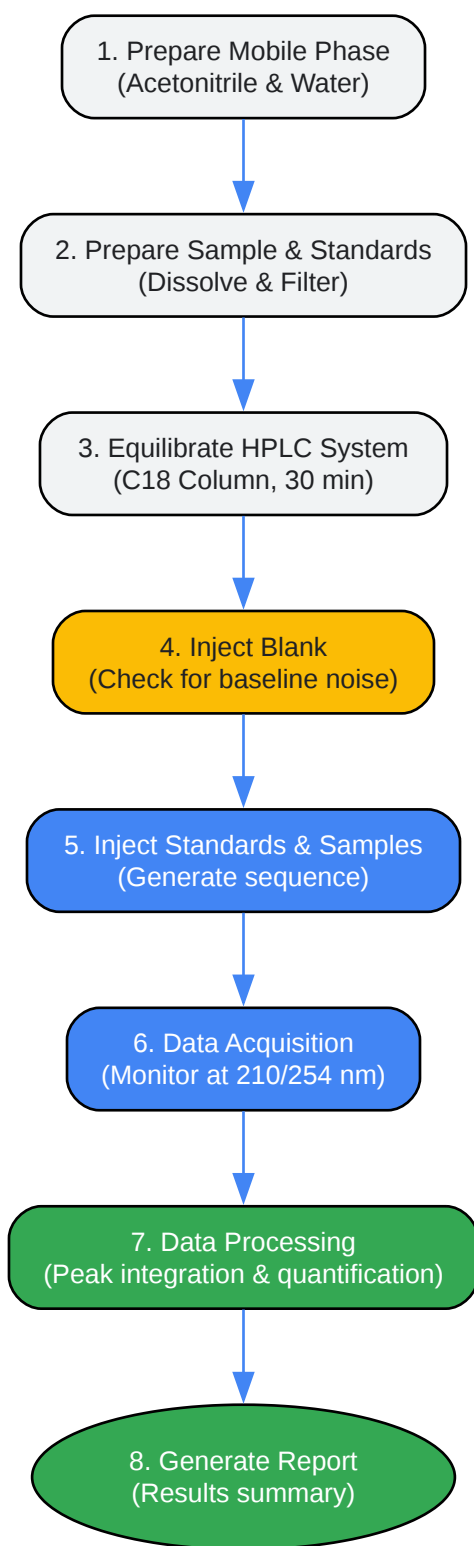 1. Prepare Mobile Phase
(Acetonitrile & Water)
2. Prepare Sample & Standards
(Dissolve & Filter)
3. Equilibrate HPLC System
(C18 Column, 30 min)
4. Inject Blank
(Check for baseline noise)
5. Inject Standards & Samples
(Generate sequence)
6. Data Acquisition
(Monitor at 210/254 nm)
7. Data Processing
(Peak integration & quantification)
8. Generate Report
(Results summary)